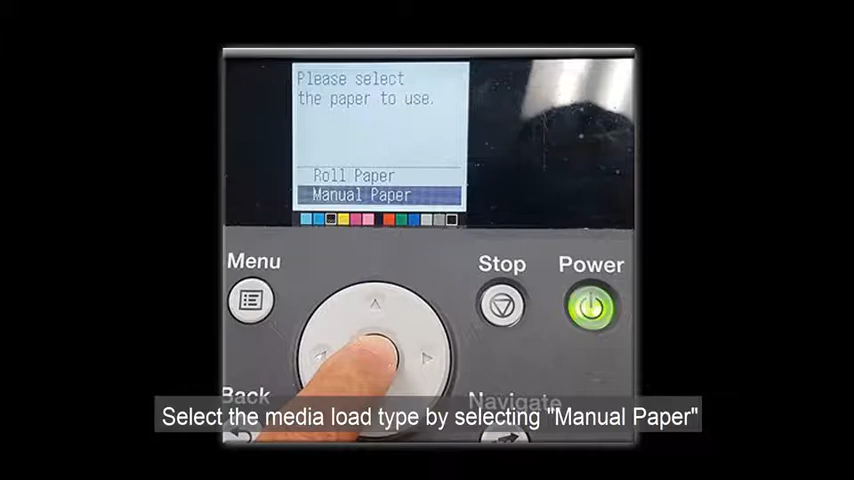 Please select
the paper to use.
Roll Paper
Manual Paper
Menu
Stop
Power
Back
Navigate
Select the media load type by selecting "Manual Paper"